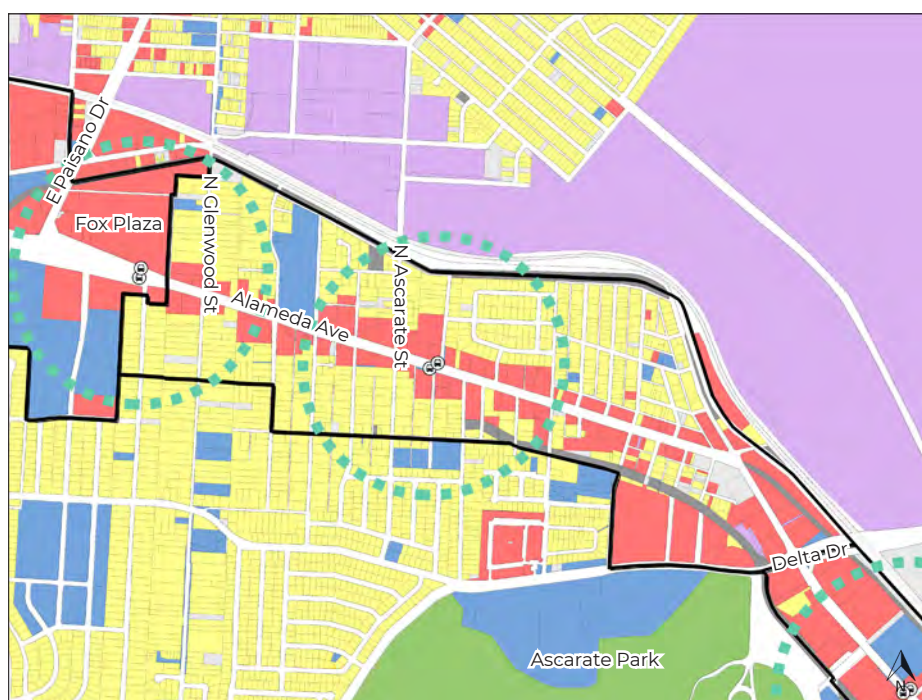 E Paisano Dr
Fox Plaza
N Glenwood St
Alameda Ave
N Ascarate St
Delta Dr
Ascarate Park
N